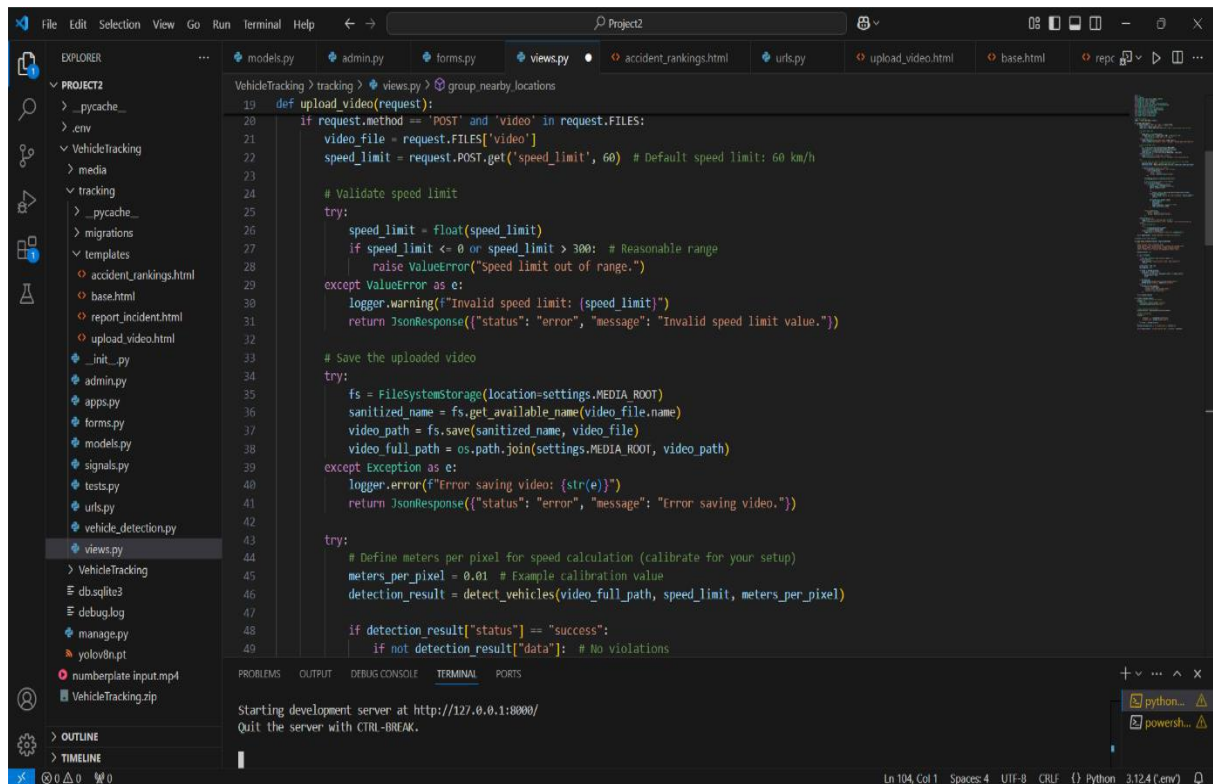 File Edit Selection View Go Run Terminal Help
Project2
EXPLORER
PROJECT2
__pycache__
.env
VehicleTracking
media
tracking
__pycache__
migrations
templates
accident_rankings.html
base.html
report_incident.html
upload_video.html
__init__.py
admin.py
apps.py
forms.py
models.py
signals.py
tests.py
urls.py
vehicle_detection.py
views.py
VehicleTracking
db.sqlite3
debug.log
manage.py
yolov8n.pt
numberplate input.mp4
VehicleTracking.zip
OUTLINE
TIMELINE
models.py admin.py forms.py views.py accident_rankings.html urls.py upload_video.html base.html repc
VehicleTracking > tracking > views.py > group_nearby_locations
19 def upload_video(request):
20 if request.method == 'POST' and 'video' in request.FILES:
21 video_file = request.FILES['video']
22 speed_limit = request.POST.get('speed_limit', 60) # Default speed limit: 60 km/h
23
24 # Validate speed limit
25 try:
26 speed_limit = float(speed_limit)
27 if speed_limit <= 0 or speed_limit > 300: # Reasonable range
28 raise ValueError("Speed limit out of range.")
29 except ValueError as e:
30 logger.warning(f"Invalid speed limit: {speed_limit}")
31 return JsonResponse({"status": "error", "message": "Invalid speed limit value."})
32
33 # Save the uploaded video
34 try:
35 fs = FileSystemStorage(location=settings.MEDIA_ROOT)
36 sanitized_name = fs.get_available_name(video_file.name)
37 video_path = fs.save(sanitized_name, video_file)
38 video_full_path = os.path.join(settings.MEDIA_ROOT, video_path)
39 except Exception as e:
40 logger.error(f"Error saving video: {str(e)}")
41 return JsonResponse({"status": "error", "message": "Error saving video."})
42
43 try:
44 # Define meters per pixel for speed calculation (calibrate for your setup)
45 meters_per_pixel = 0.01 # Example calibration value
46 detection_result = detect_vehicles(video_full_path, speed_limit, meters_per_pixel)
47
48 if detection_result["status"] == "success":
49 if not detection_result["data"]: # No violations
PROBLEMS OUTPUT DEBUG CONSOLE TERMINAL PORTS
Starting development server at http://127.0.0.1:8000/
Quit the server with CTRL-BREAK.
python...
powersh...
0 0 0 Ln 104, Col 1 Spaces: 4 UTF-8 CRLF {} Python 3.12.4 ('.env')